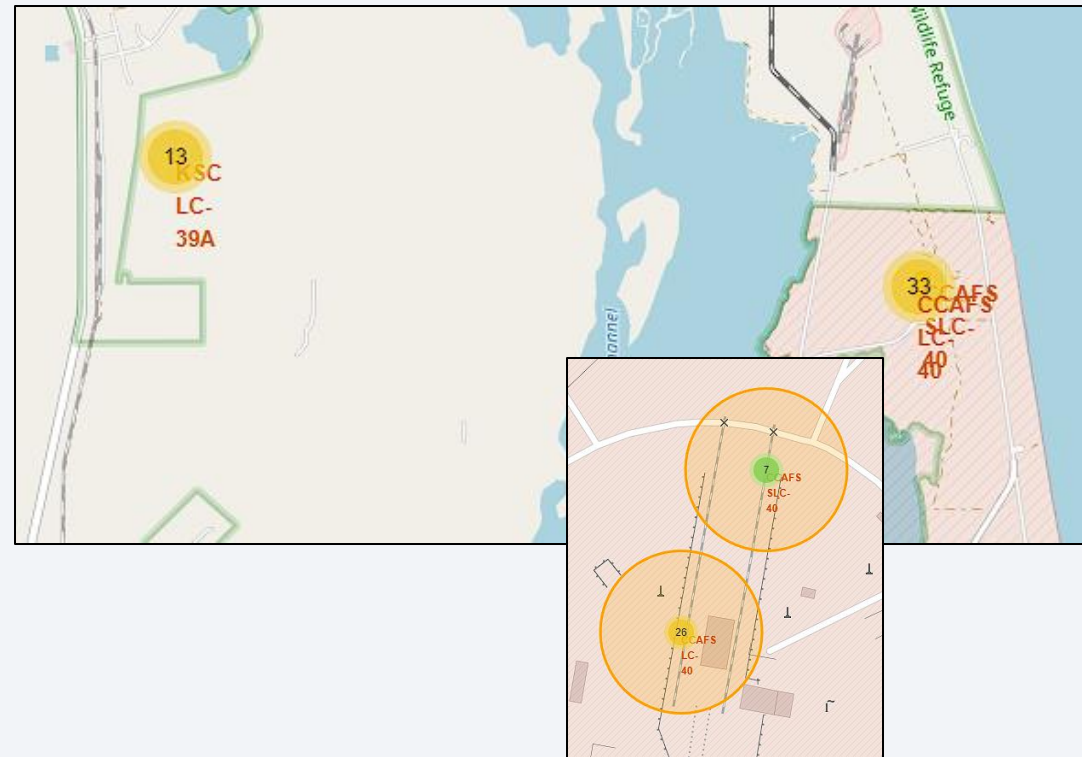 Wildlife Refuge
13
KSC
LC-
39A
33
CCAFS
SLC-
40
CCAFS
LC-
40
7
CCAFS
SLC-
40
26
CCAFS
LC-
40